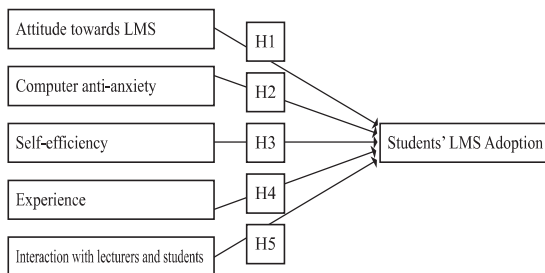 Attitude towards LMS
H1
Computer anti-anxiety
H2
Self-efficiency
H3
Students' LMS Adoption
Experience
H4
Interaction with lecturers and students
H5